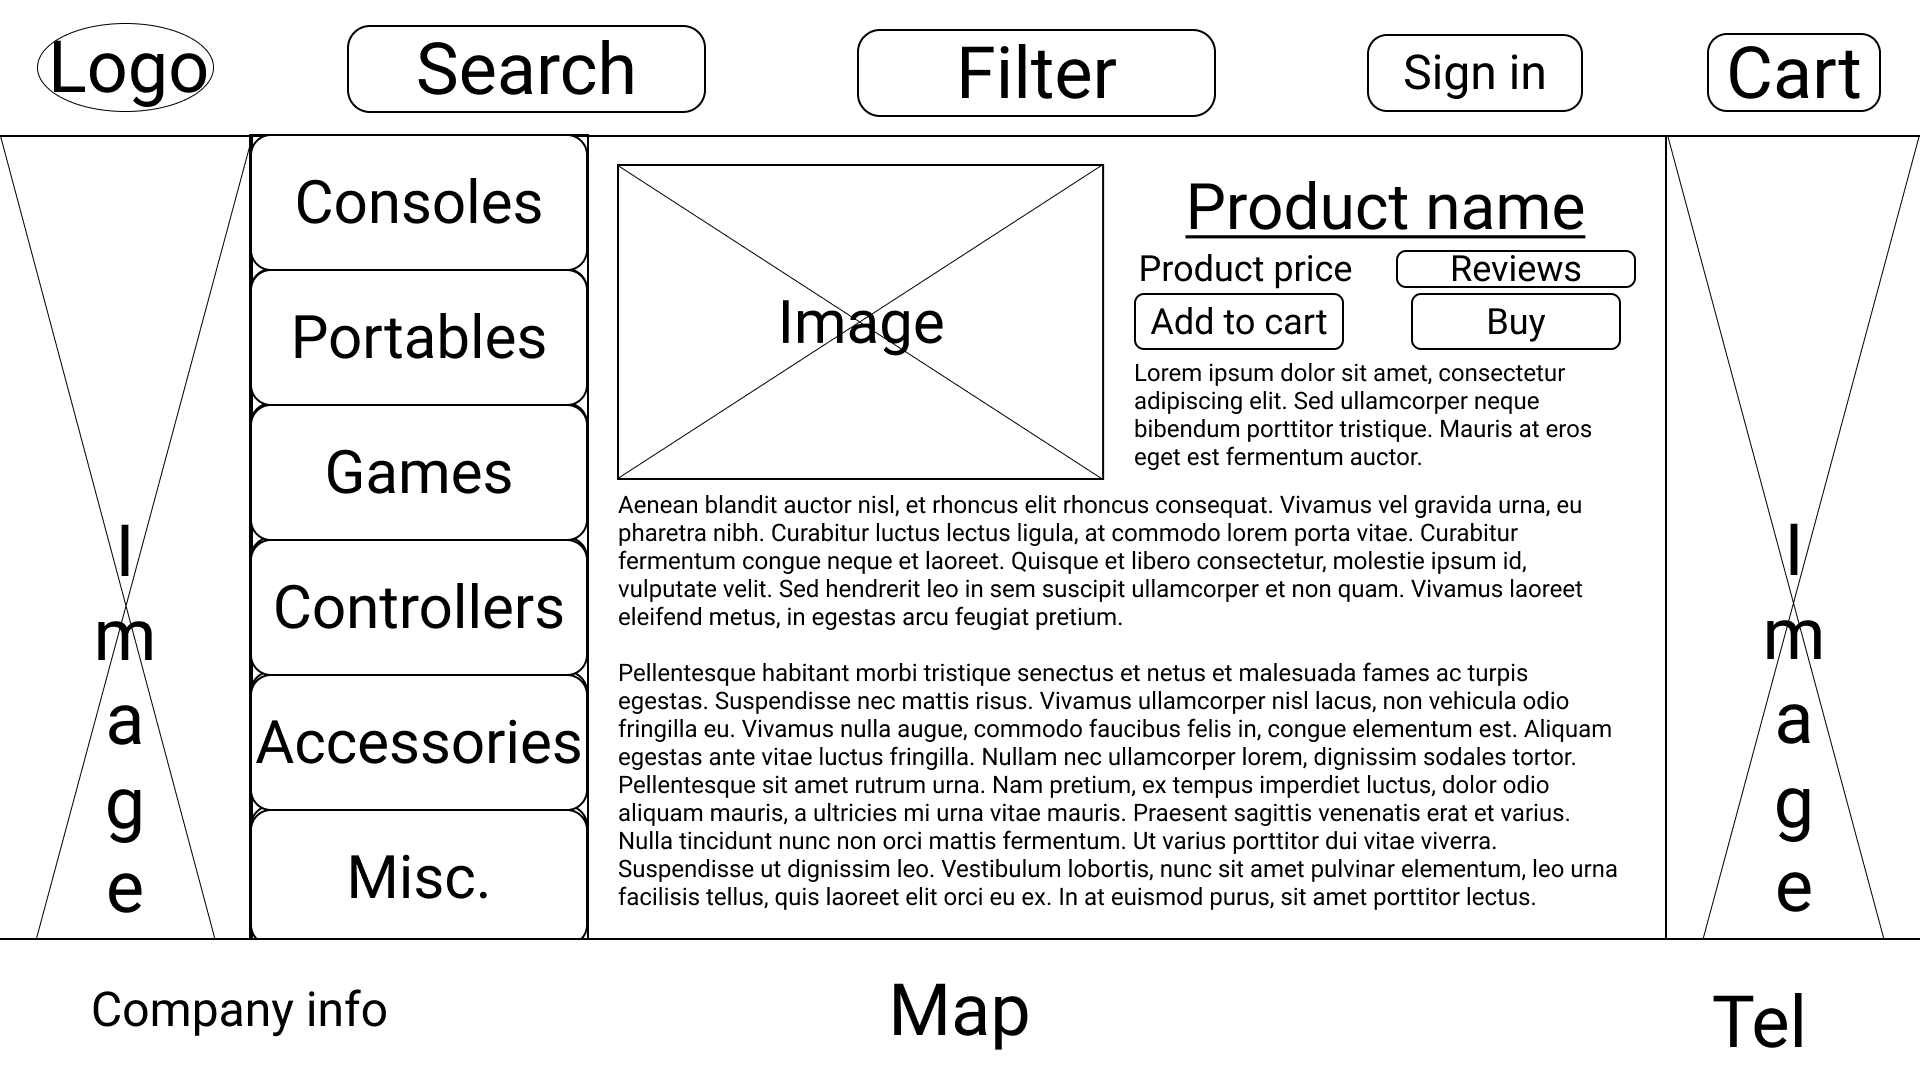 Logo
Search
Filter
Sign in
Cart
Image
Consoles
Portables
Games
Controllers
Accessories
Misc.
Image
Product name
Product price
Reviews
Add to cart
Buy
Lorem ipsum dolor sit amet, consectetur
adipiscing elit. Sed ullamcorper neque
bibendum porttitor tristique. Mauris at eros
eget est fermentum auctor.
Aenean blandit auctor nisl, et rhoncus elit rhoncus consequat. Vivamus vel gravida urna, eu
pharetra nibh. Curabitur luctus lectus ligula, at commodo lorem porta vitae. Curabitur
fermentum congue neque et laoreet. Quisque et libero consectetur, molestie ipsum id,
vulputate velit. Sed hendrerit leo in sem suscipit ullamcorper et non quam. Vivamus laoreet
eleifend metus, in egestas arcu feugiat pretium.
Pellentesque habitant morbi tristique senectus et netus et malesuada fames ac turpis
egestas. Suspendisse nec mattis risus. Vivamus ullamcorper nisl lacus, non vehicula odio
fringilla eu. Vivamus nulla augue, commodo faucibus felis in, congue elementum est. Aliquam
egestas ante vitae luctus fringilla. Nullam nec ullamcorper lorem, dignissim sodales tortor.
Pellentesque sit amet rutrum urna. Nam pretium, ex tempus imperdiet luctus, dolor odio
aliquam mauris, a ultricies mi urna vitae mauris. Praesent sagittis venenatis erat et varius.
Nulla tincidunt nunc non orci mattis fermentum. Ut varius porttitor dui vitae viverra.
Suspendisse ut dignissim leo. Vestibulum lobortis, nunc sit amet pulvinar elementum, leo urna
facilisis tellus, quis laoreet elit orci eu ex. In at euismod purus, sit amet porttitor lectus.
Image
Company info
Map
Tel